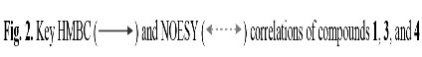 Fig. 2. Key HMBC (⟶) and NOESY (⇠⇢) correlations of compounds 1, 3, and 4